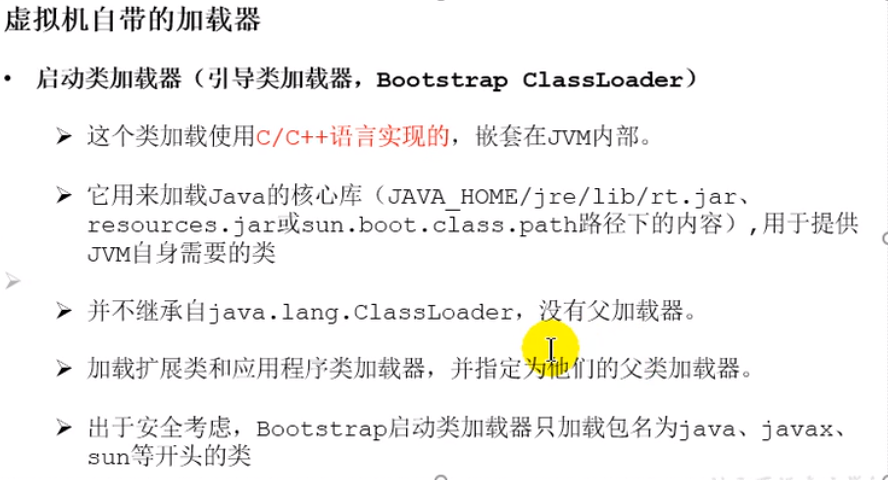 虚拟机自带的加载器
• 启动类加载器（引导类加载器，Bootstrap ClassLoader）
➢ 这个类加载使用C/C++语言实现的，嵌套在JVM内部。
➢ 它用来加载Java的核心库（JAVA_HOME/jre/lib/rt.jar、
resources.jar或sun.boot.class.path路径下的内容），用于提供
JVM自身需要的类
➢ 并不继承自java.lang.ClassLoader，没有父加载器。
➢ 加载扩展类和应用程序类加载器，并指定为他们的父类加载器。
➢ 出于安全考虑，Bootstrap启动类加载器只加载包名为java、javax、
sun等开头的类